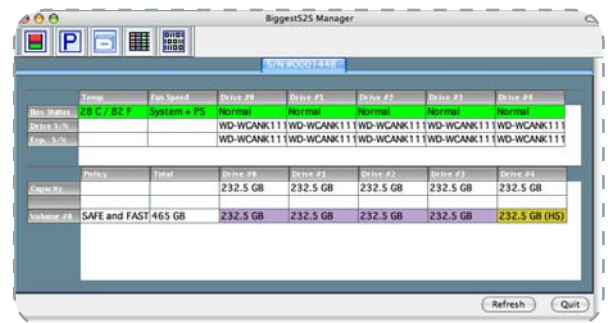 BiggestS2S Manager
P
S/N #0001448
Temp Fan Speed Drive #0 Drive #1 Drive #2 Drive #3 Drive #4
Box Status 28 C / 82 F System + PS Normal Normal Normal Normal Normal
Drive S/N WD-WCANK111 WD-WCANK111 WD-WCANK111 WD-WCANK111 WD-WCANK111
Exp. S/N WD-WCANK111 WD-WCANK111 WD-WCANK111 WD-WCANK111 WD-WCANK111
Policy Total Drive #0 Drive #1 Drive #2 Drive #3 Drive #4
Capacity 232.5 GB 232.5 GB 232.5 GB 232.5 GB 232.5 GB
Volume #0 SAFE and FAST 465 GB 232.5 GB 232.5 GB 232.5 GB 232.5 GB 232.5 GB (HS)
Refresh Quit